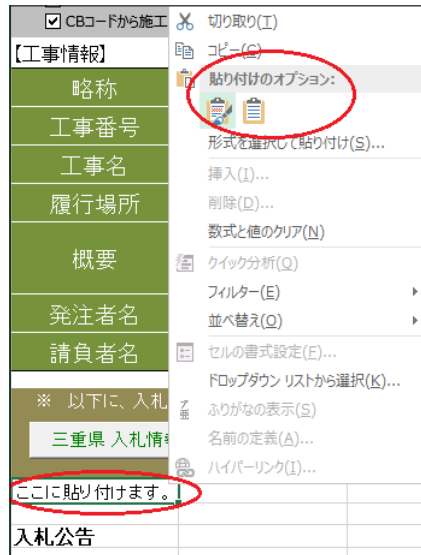 CBコードから施工
【工事情報】
略称
工事番号
工事名
履行場所
概要
発注者名
請負者名
※ 以下に、入札
三重県 入札情
ここに貼り付けます。
入札公告
切り取り(T)
コピー(C)
貼り付けのオプション:
形式を選択して貼り付け(S)...
挿入(I)...
削除(D)...
数式と値のクリア(N)
クイック分析(Q)
フィルター(E)
並べ替え(O)
セルの書式設定(F)...
ドロップダウン リストから選択(K)...
ふりがなの表示(S)
名前の定義(A)...
ハイパーリンク(I)...